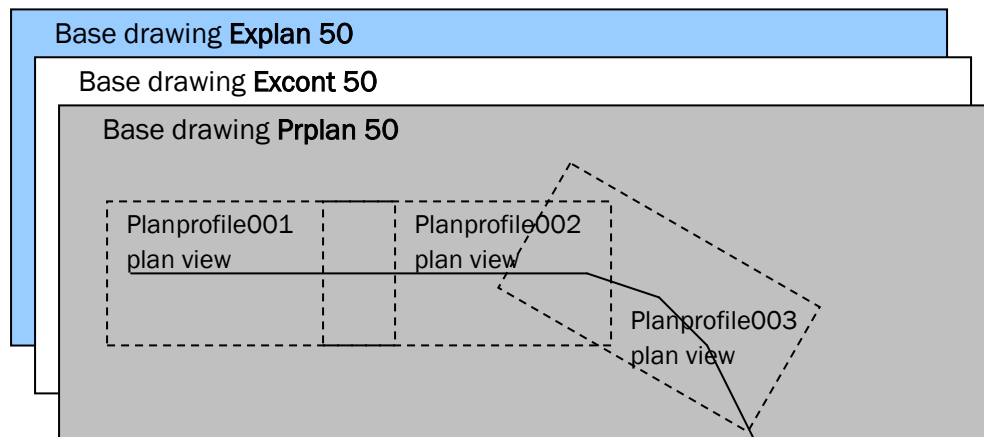 Base drawing Explan 50
Base drawing Excont 50
Base drawing Prplan 50
Planprofile001
plan view
Planprofile002
plan view
Planprofile003
plan view